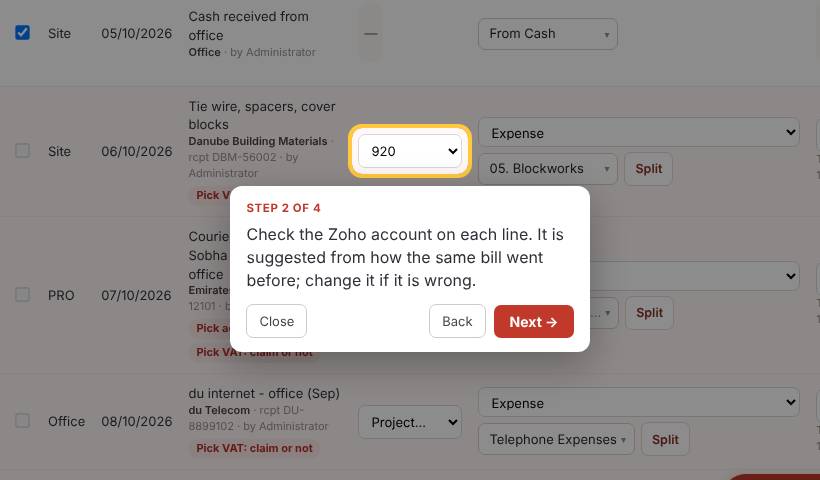 Site 05/10/2026 Cash received from office — From Cash
Office · by Administrator
Site 06/10/2026 Tie wire, spacers, cover blocks 920 Expense
Danube Building Materials ·
rcpt DBM-56002 · by
Administrator
05. Blockworks Split
Pick V
STEP 2 OF 4
Check the Zoho account on each line. It is
suggested from how the same bill went
before; change it if it is wrong.
Close Back Next →
Courie
Sobha
office
PRO 07/10/2026
Emirate
12101 · b
... Split
Pick a
Pick VAT: claim or not
du internet - office (Sep) Expense
Office 08/10/2026 du Telecom · rcpt DU-
8899102 · by Administrator Project...
Telephone Expenses Split
Pick VAT: claim or not